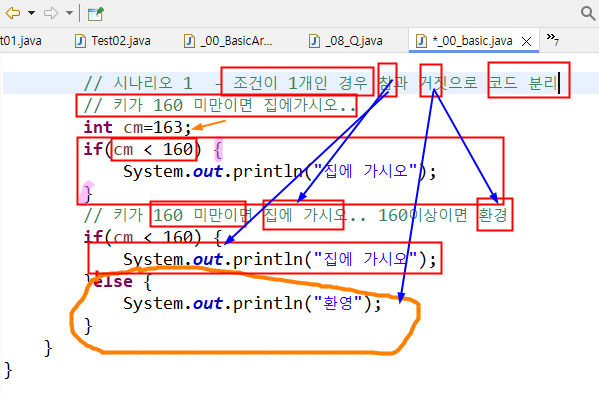 t01.java Test02.java _00_BasicAr... _08_Q.java *_00_basic.java »7
// 시나리오 1 - 조건이 1개인 경우 참과 거짓으로 코드 분리
// 키가 160 미만이면 집에가시오..
int cm=163;
if(cm < 160) {
System.out.println("집에 가시오");
}
// 키가 160 미만이면 집에 가시오.. 160이상이면 환경
if(cm < 160) {
System.out.println("집에 가시오");
}else {
System.out.println("환영");
}
}
}